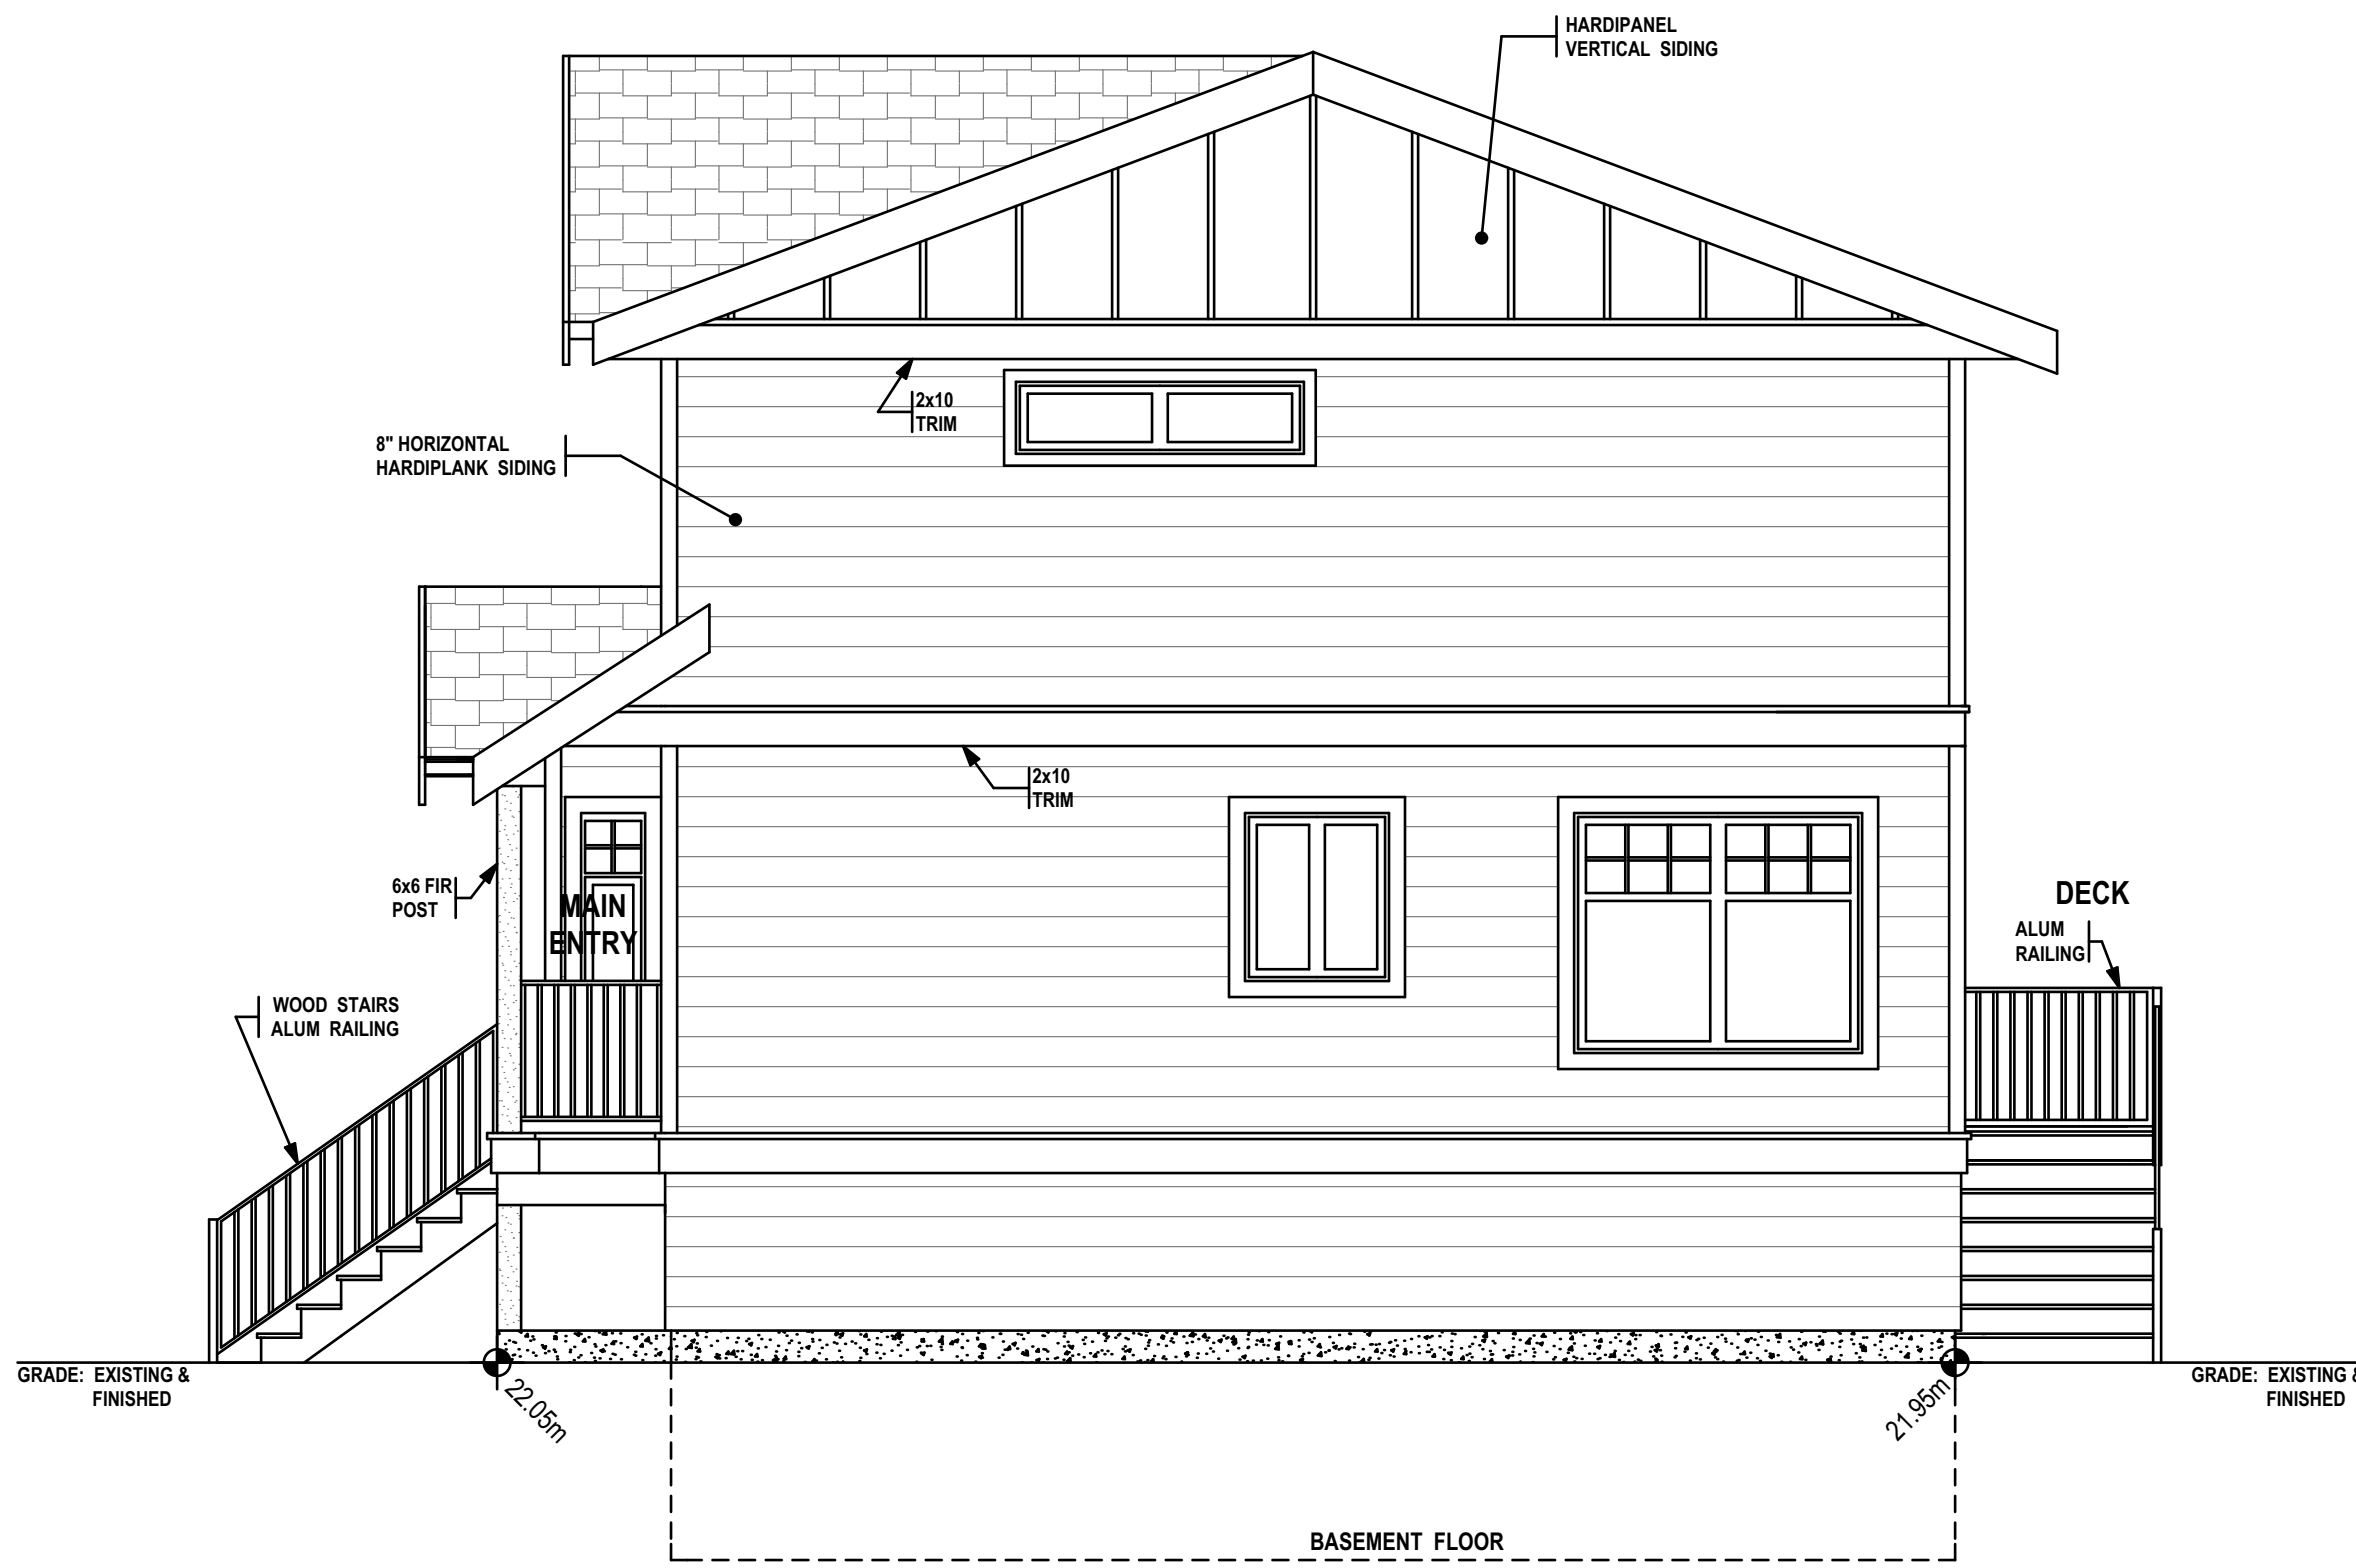 HARDIPANEL
VERTICAL SIDING
2x10
TRIM
8" HORIZONTAL
HARDIPLANK SIDING
2x10
TRIM
6x6 FIR
POST
MAIN
ENTRY
DECK
ALUM
RAILING
WOOD STAIRS
ALUM RAILING
GRADE: EXISTING &
FINISHED
22.05m
21.95m
GRADE: EXISTING &
FINISHED
BASEMENT FLOOR